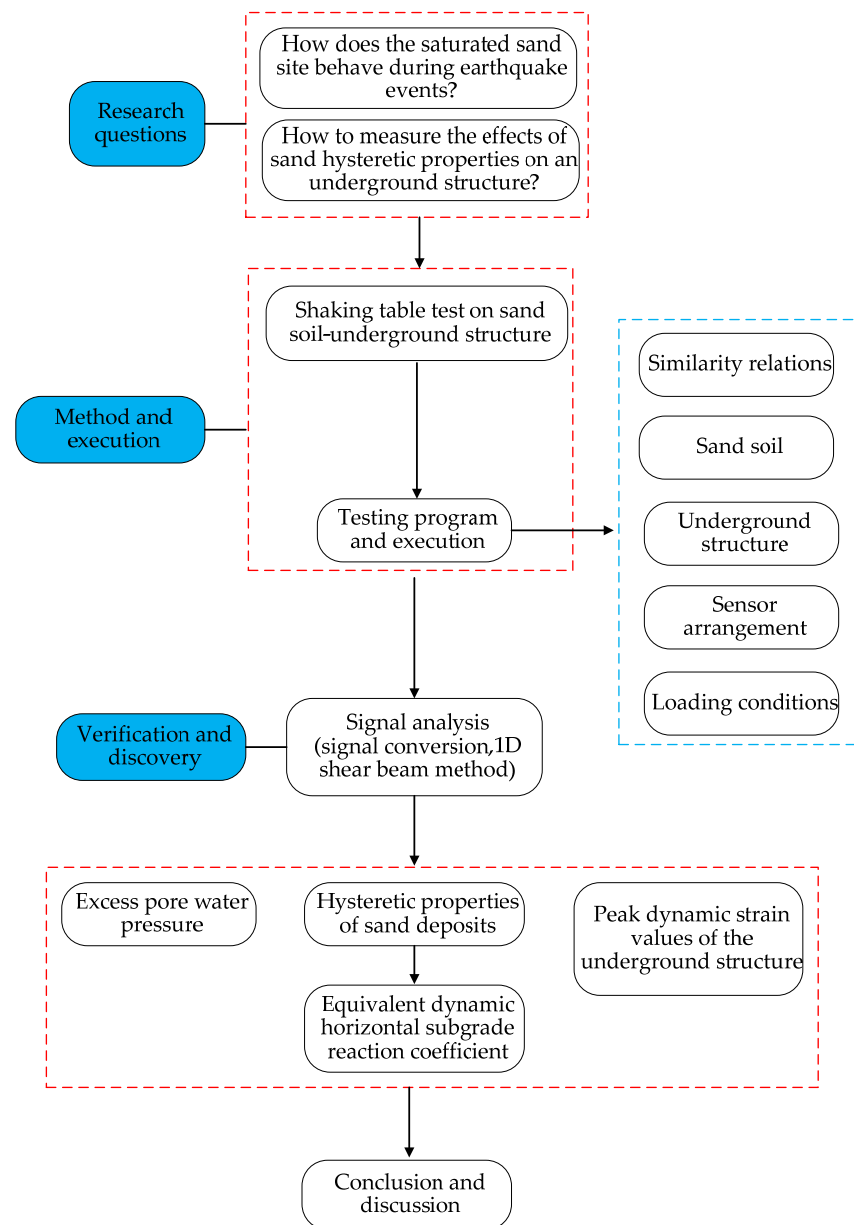 How does the saturated sand
site behave during earthquake
events?
Research
questions
How to measure the effects of
sand hysteretic properties on an
underground structure?
Shaking table test on sand
soil-underground structure
Similarity relations
Method and
execution
Sand soil
Testing program
and execution
Underground
structure
Sensor
arrangement
Loading conditions
Verification and
discovery
Signal analysis
(signal conversion,1D
shear beam method)
Excess pore water
pressure
Hysteretic properties
of sand deposits
Peak dynamic strain
values of the
underground structure
Equivalent dynamic
horizontal subgrade
reaction coefficient
Conclusion and
discussion